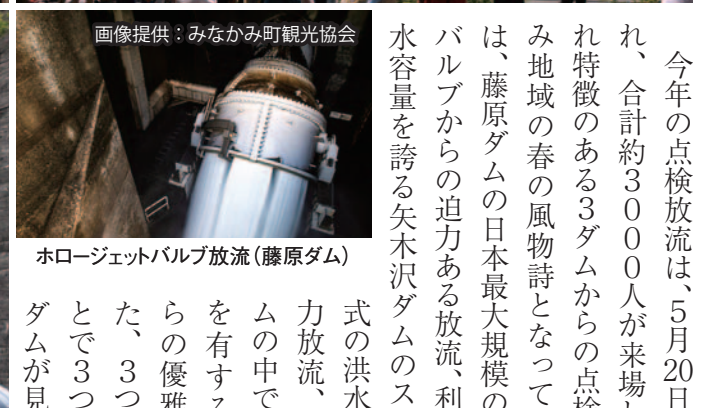 画像提供：みなかみ町観光協会
ホロージェットバルブ放流（藤原ダム）
今年の点検放流は、5月20日
れ、合計約3000人が来場し
れ特徴のある3ダムからの点検
み地域の春の風物詩となって
は、藤原ダムの日本最大規模の
バルブからの迫力ある放流、利
水容量を誇る矢木沢ダムのス
式の洪水
力放流、
ムの中で
を有する
らの優雅
た、3つ
とで3つ
ダムが見